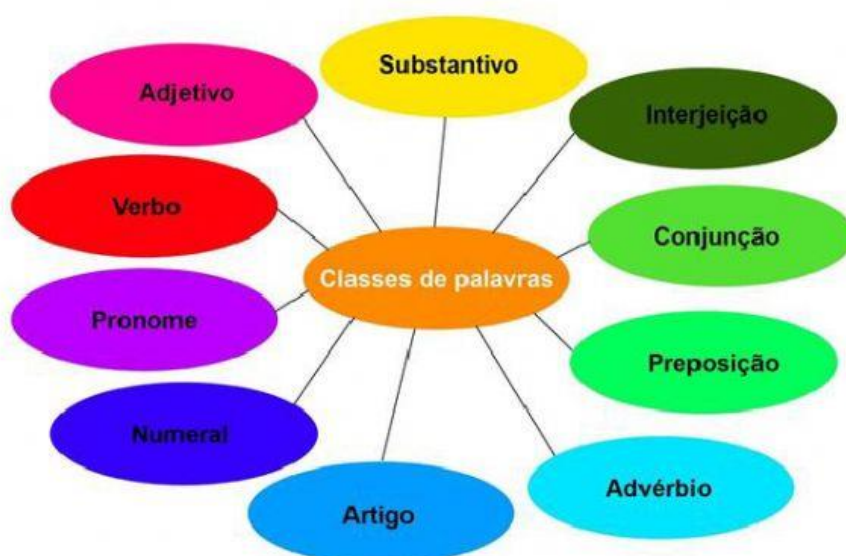 Substantivo
Adjetivo
Interjeição
Verbo
Conjunção
Classes de palavras
Pronome
Preposição
Numeral
Advérbio
Artigo